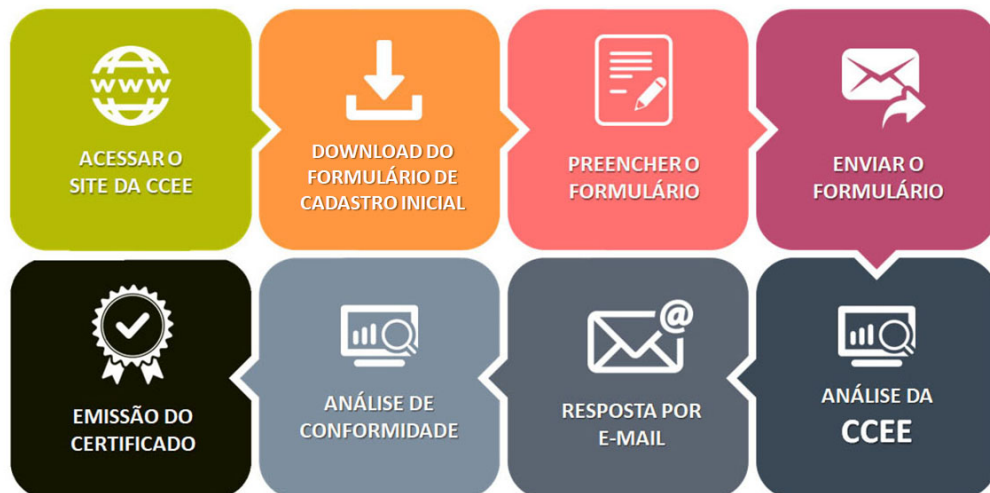 WWW
ACESSAR O
SITE DA CCEE
DOWNLOAD DO
FORMULÁRIO DE
CADASTRO INICIAL
PREENCHER O
FORMULÁRIO
ENVIAR O
FORMULÁRIO
ANÁLISE DA
CCEE
@
RESPOSTA POR
E-MAIL
ANÁLISE DE
CONFORMIDADE
EMISSÃO DO
CERTIFICADO